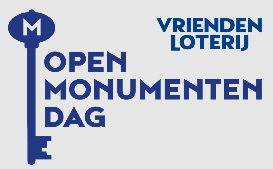 VRIENDEN
LOTERIJ
M
OPEN
MONUMENTEN
DAG